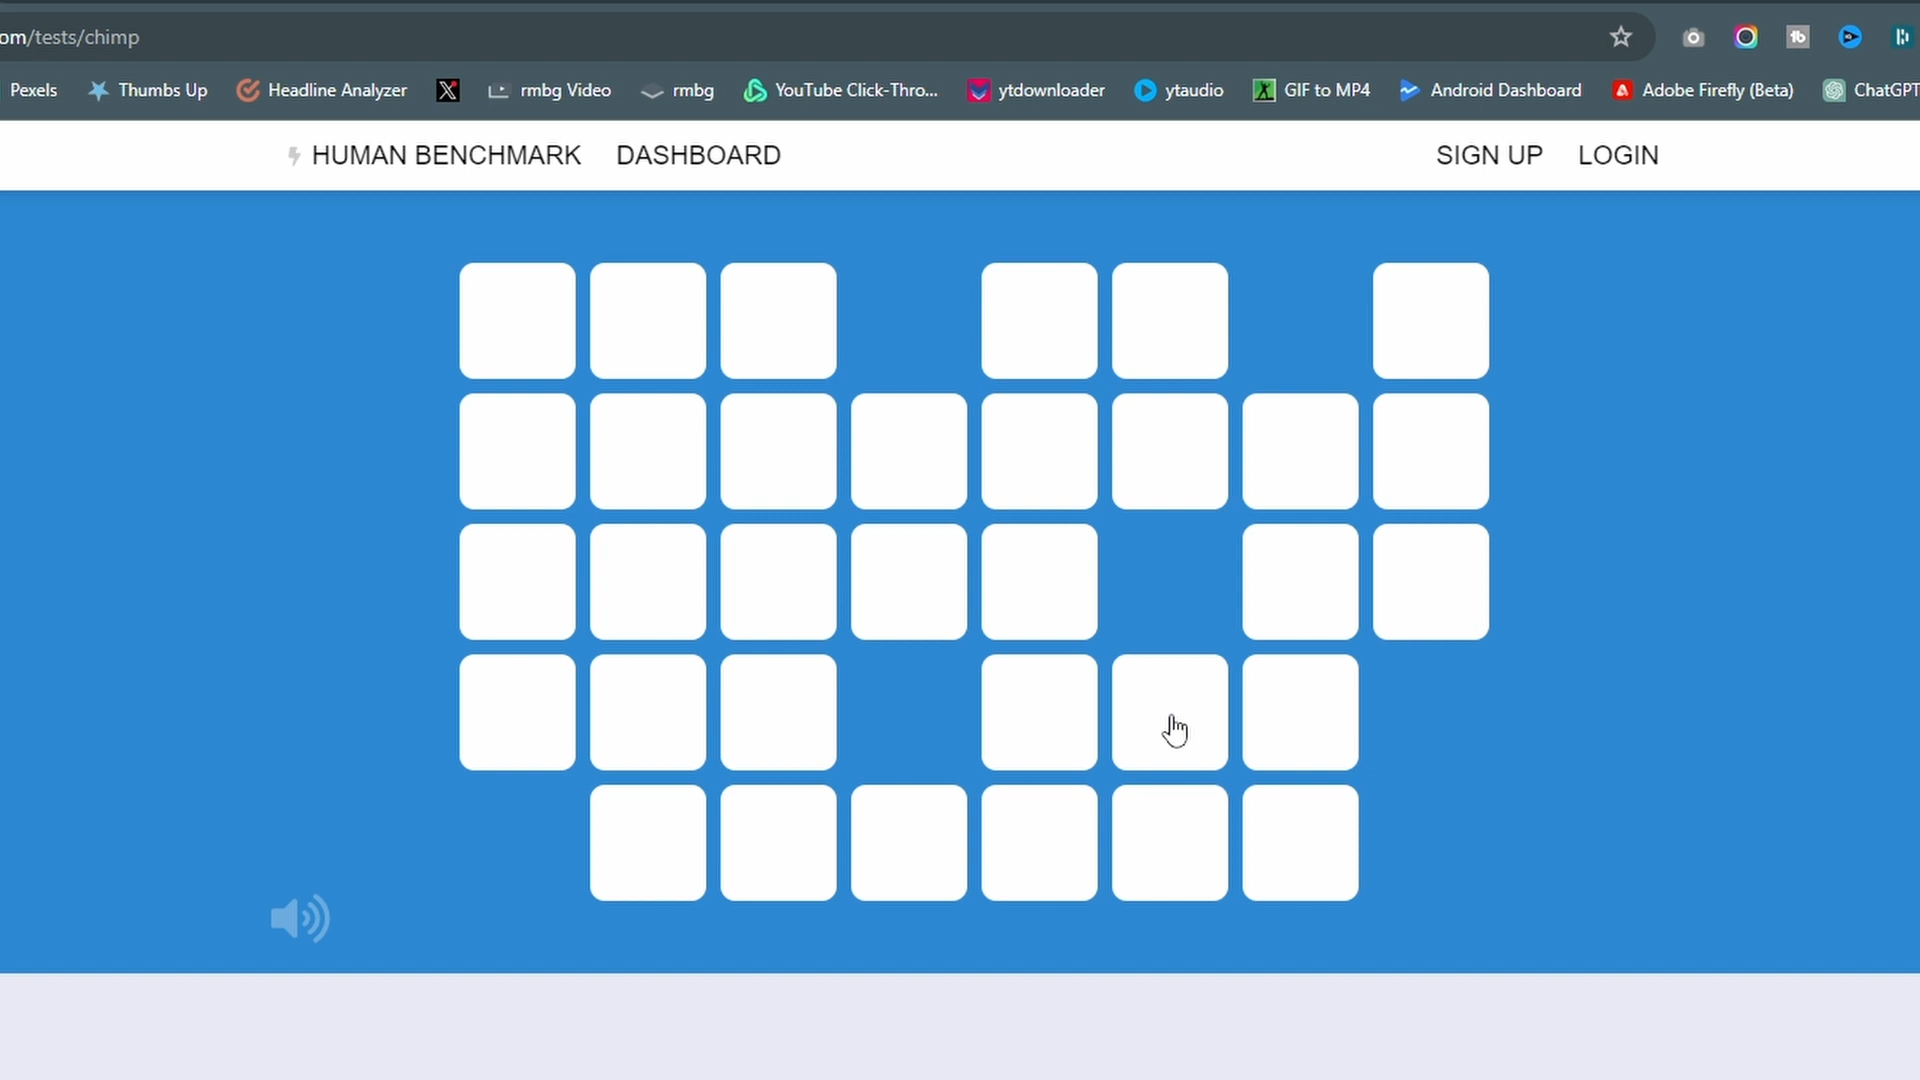 om/tests/chimp
Pexels Thumbs Up Headline Analyzer rmbg Video rmbg YouTube Click-Thro... ytdownloader ytaudio GIF to MP4 Android Dashboard Adobe Firefly (Beta) ChatGPT
HUMAN BENCHMARK DASHBOARD SIGN UP LOGIN